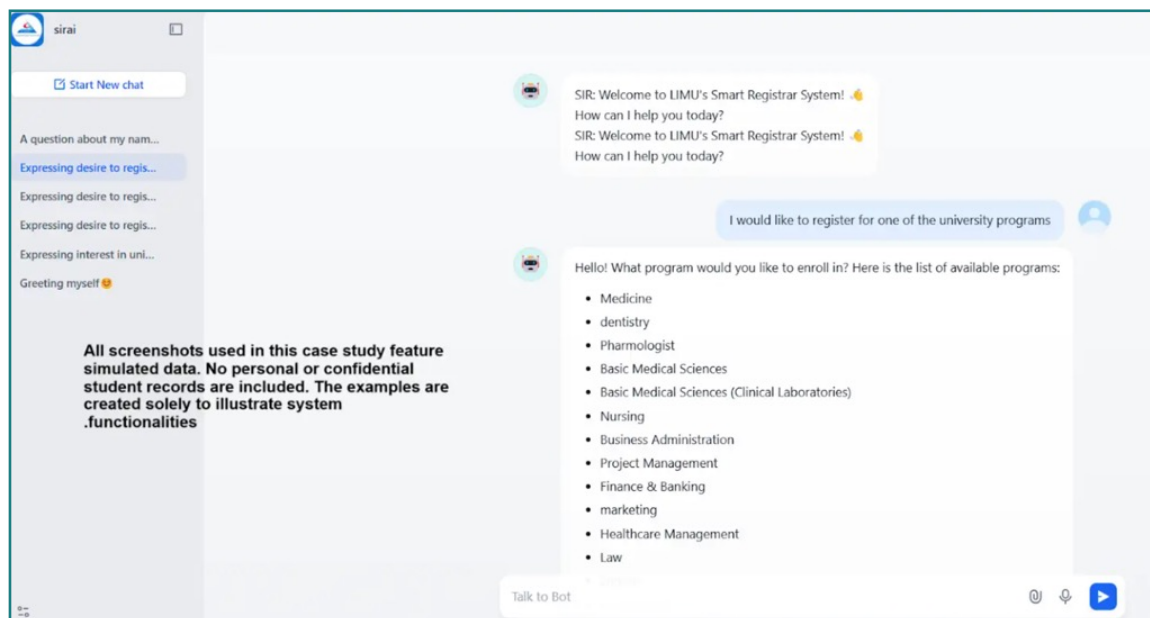 sirai
Start New chat
A question about my nam...
Expressing desire to regis...
Expressing desire to regis...
Expressing desire to regis...
Expressing interest in uni...
Greeting myself😊
All screenshots used in this case study feature
simulated data. No personal or confidential
student records are included. The examples are
created solely to illustrate system
.functionalities
SIR: Welcome to LIMU's Smart Registrar System! 👋
How can I help you today?
SIR: Welcome to LIMU's Smart Registrar System! 👋
How can I help you today?
I would like to register for one of the university programs
Hello! What program would you like to enroll in? Here is the list of available programs:
• Medicine
• dentistry
• Pharmologist
• Basic Medical Sciences
• Basic Medical Sciences (Clinical Laboratories)
• Nursing
• Business Administration
• Project Management
• Finance & Banking
• marketing
• Healthcare Management
• Law
Talk to Bot